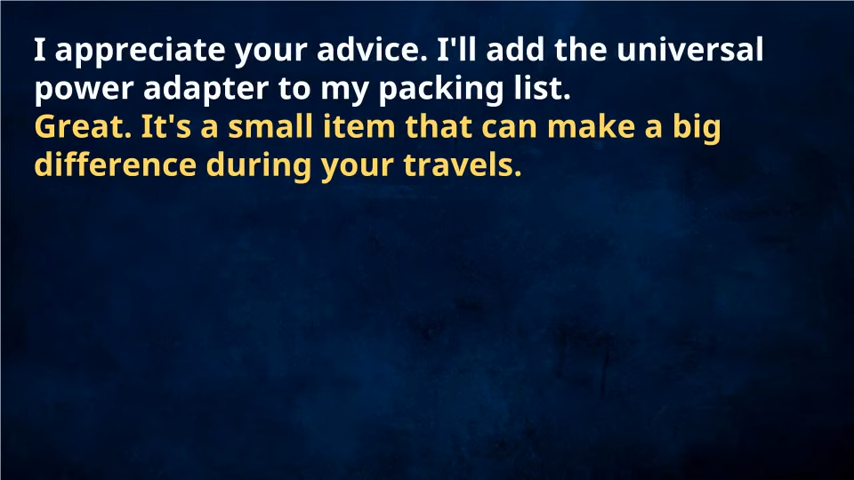 I appreciate your advice. I'll add the universal
power adapter to my packing list.
Great. It's a small item that can make a big
difference during your travels.